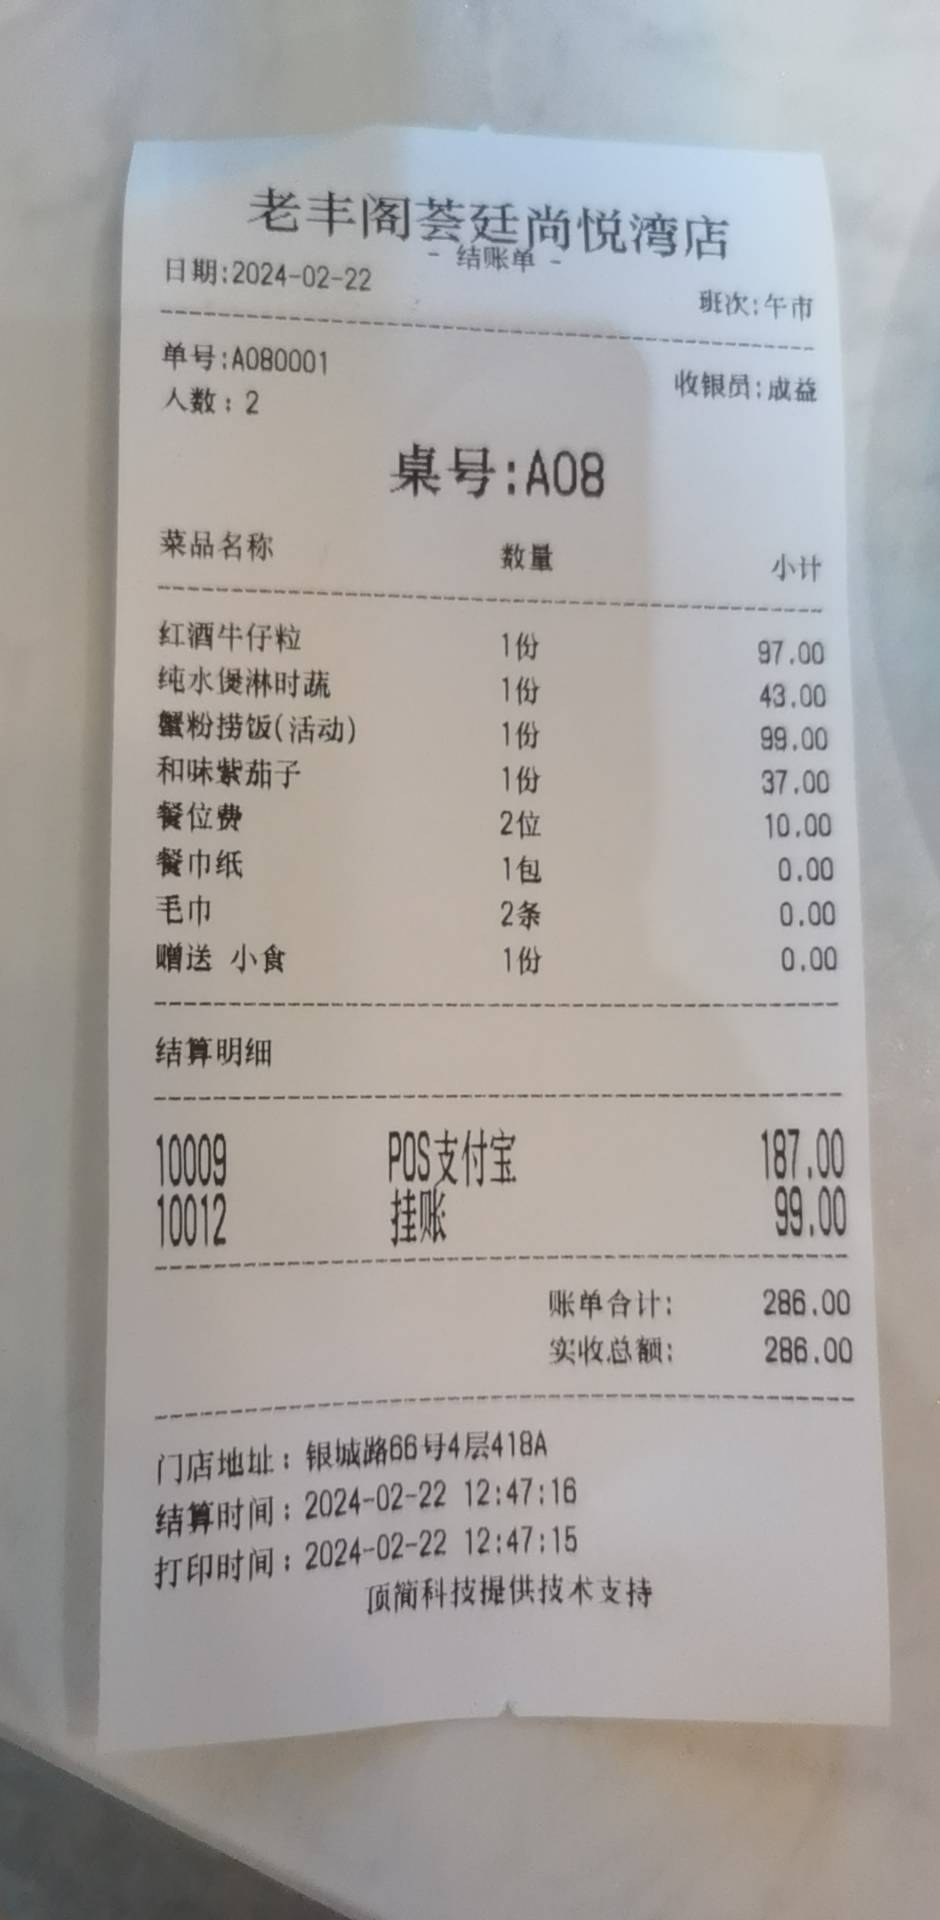 老丰阁荟廷尚悦湾店
- 结账单 -
日期:2024-02-22 班次:午市
单号:A080001 收银员:成益
人数: 2
桌号:A08
菜品名称 数量 小计
红酒牛仔粒 1份 97.00
纯水煲淋时蔬 1份 43.00
蟹粉捞饭(活动) 1份 99.00
和味紫茄子 1份 37.00
餐位费 2位 10.00
餐巾纸 1包 0.00
毛巾 2条 0.00
赠送 小食 1份 0.00
结算明细
10009 POS支付宝 187.00
10012 挂账 99.00
账单合计: 286.00
实收总额: 286.00
门店地址: 银城路66号4层418A
结算时间: 2024-02-22 12:47:16
打印时间: 2024-02-22 12:47:15
顶简科技提供技术支持